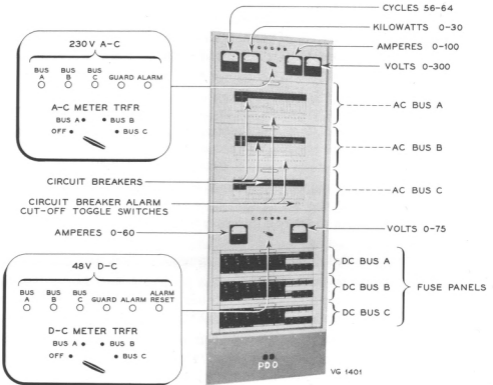 CYCLES 56-64
KILOWATTS 0-30
AMPERES 0-100
VOLTS 0-300
230V A-C
BUS A
BUS B
BUS C
GUARD
ALARM
A-C METER TRFR
BUS A • • BUS B
OFF • • BUS C
AC BUS A
AC BUS B
AC BUS C
CIRCUIT BREAKERS
CIRCUIT BREAKER ALARM
CUT-OFF TOGGLE SWITCHES
AMPERES 0-60
VOLTS 0-75
48V D-C
BUS A
BUS B
BUS C
GUARD
ALARM
ALARM RESET
D-C METER TRFR
BUS A • • BUS B
OFF • • BUS C
DC BUS A
DC BUS B
DC BUS C
FUSE PANELS
PDO
VG 1401